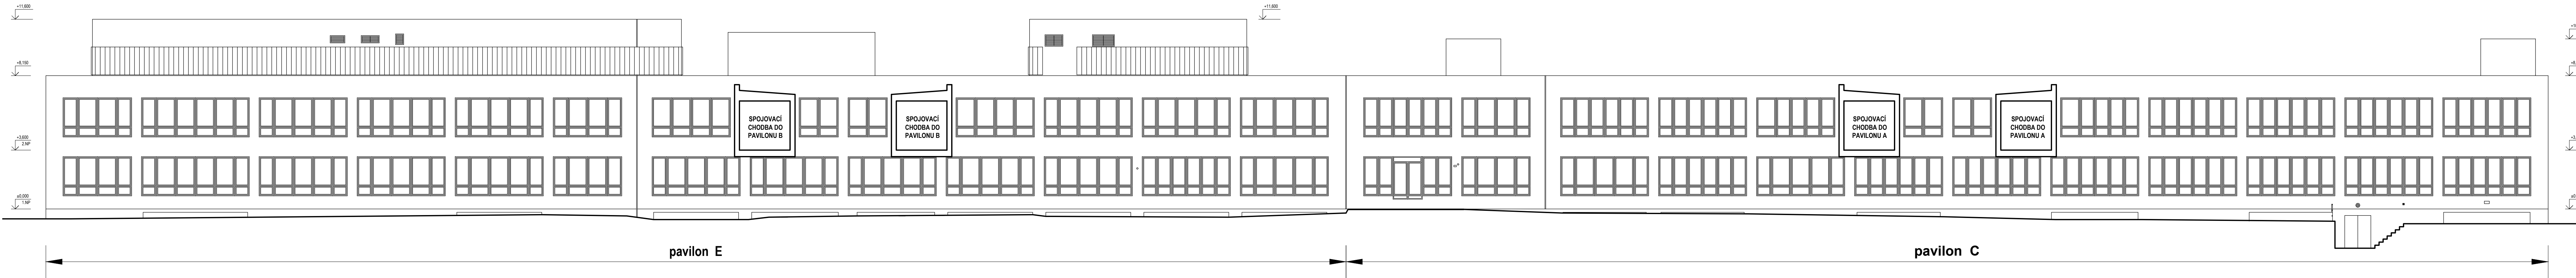 +11,600
+11,600
+8,150
SPOJOVACÍ
CHODBA DO
PAVILONU B
SPOJOVACÍ
CHODBA DO
PAVILONU B
SPOJOVACÍ
CHODBA DO
PAVILONU A
SPOJOVACÍ
CHODBA DO
PAVILONU A
+3,600
2.NP
±0,000
1.NP
pavilon E
pavilon C